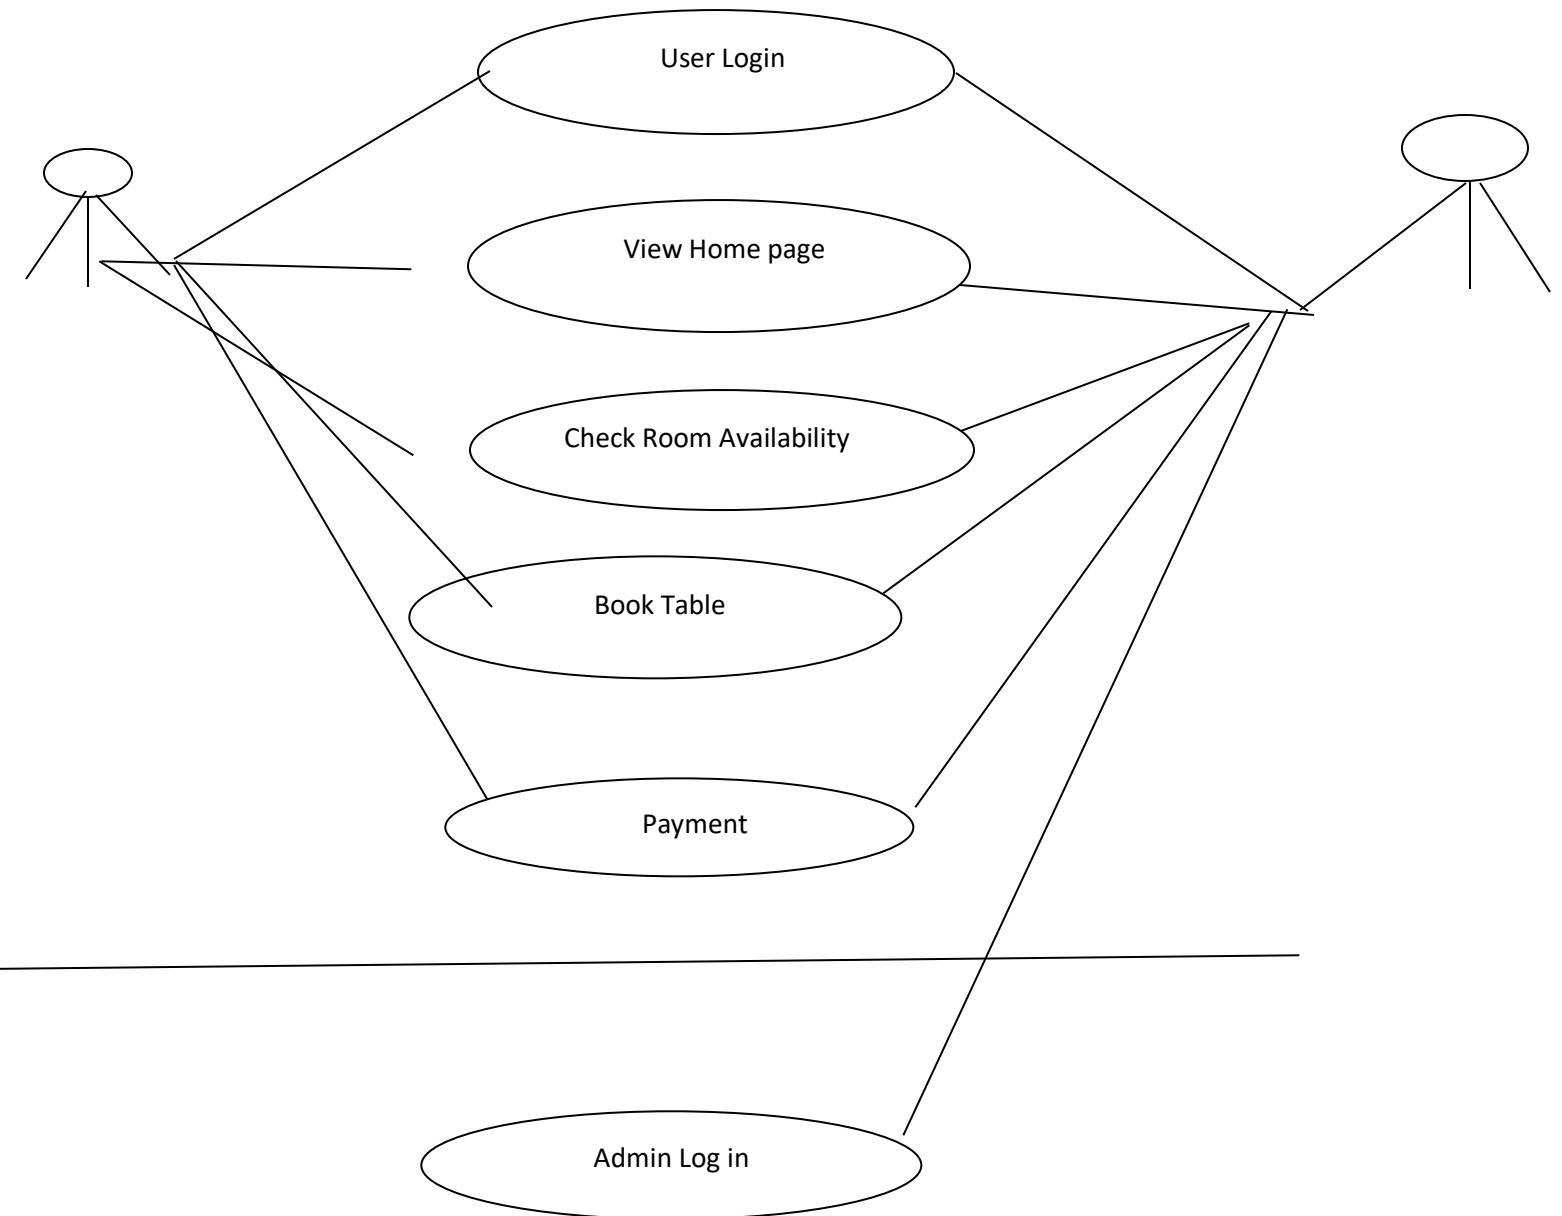 User Login
View Home page
Check Room Availability
Book Table
Payment
Admin Log in